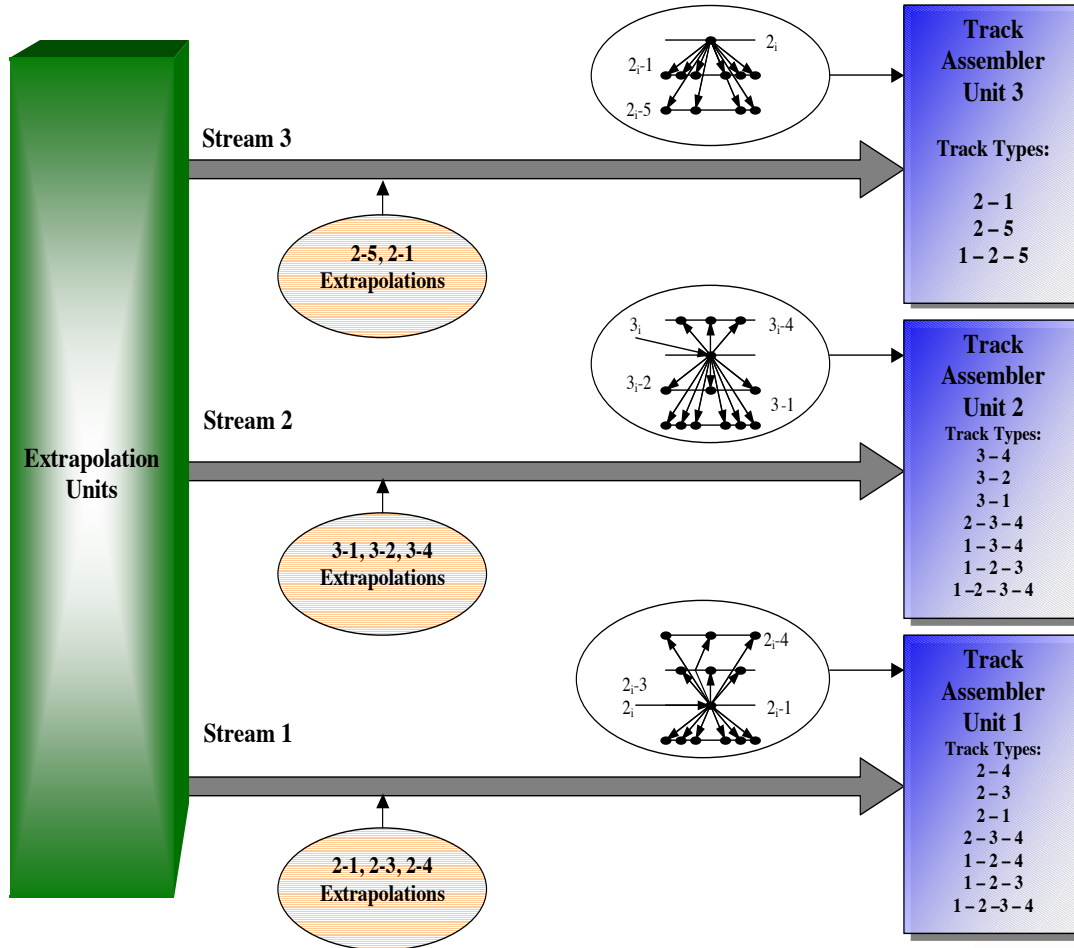 Extrapolation
Units
Stream 3
2-5, 2-1
Extrapolations
2i
2i-1
2i-5
Track
Assembler
Unit 3
Track Types:
2 – 1
2 – 5
1 – 2 – 5
Stream 2
3-1, 3-2, 3-4
Extrapolations
3i
3i-4
3i-2
3-1
Track
Assembler
Unit 2
Track Types:
3 – 4
3 – 2
3 – 1
2 – 3 – 4
1 – 3 – 4
1 – 2 – 3
1 –2 – 3 – 4
Stream 1
2-1, 2-3, 2-4
Extrapolations
2i-4
2i-3
2i
2i-1
Track
Assembler
Unit 1
Track Types:
2 – 4
2 – 3
2 – 1
2 – 3 – 4
1 – 2 – 4
1 – 2 – 3
1 – 2 –3 – 4